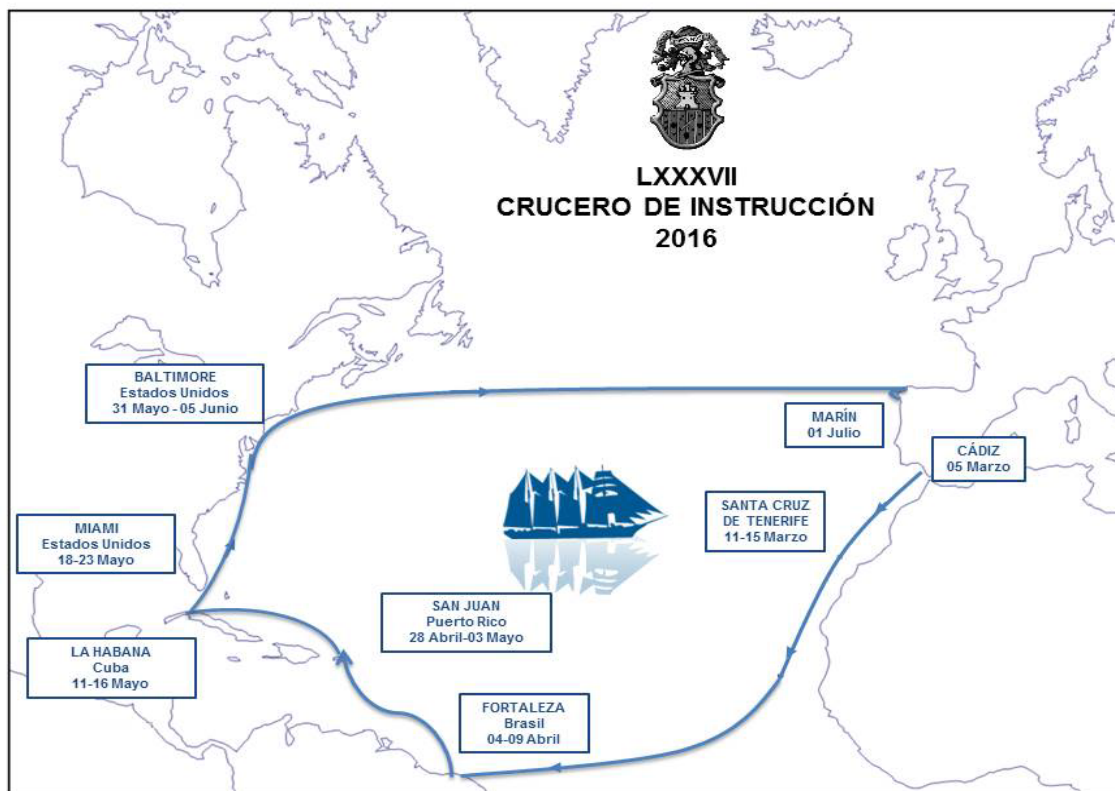 LXXXVII
CRUCERO DE INSTRUCCIÓN
2016
BALTIMORE
Estados Unidos
31 Mayo - 05 Junio
MARÍN
01 Julio
CÁDIZ
05 Marzo
SANTA CRUZ
DE TENERIFE
11-15 Marzo
MIAMI
Estados Unidos
18-23 Mayo
SAN JUAN
Puerto Rico
28 Abril-03 Mayo
LA HABANA
Cuba
11-16 Mayo
FORTALEZA
Brasil
04-09 Abril